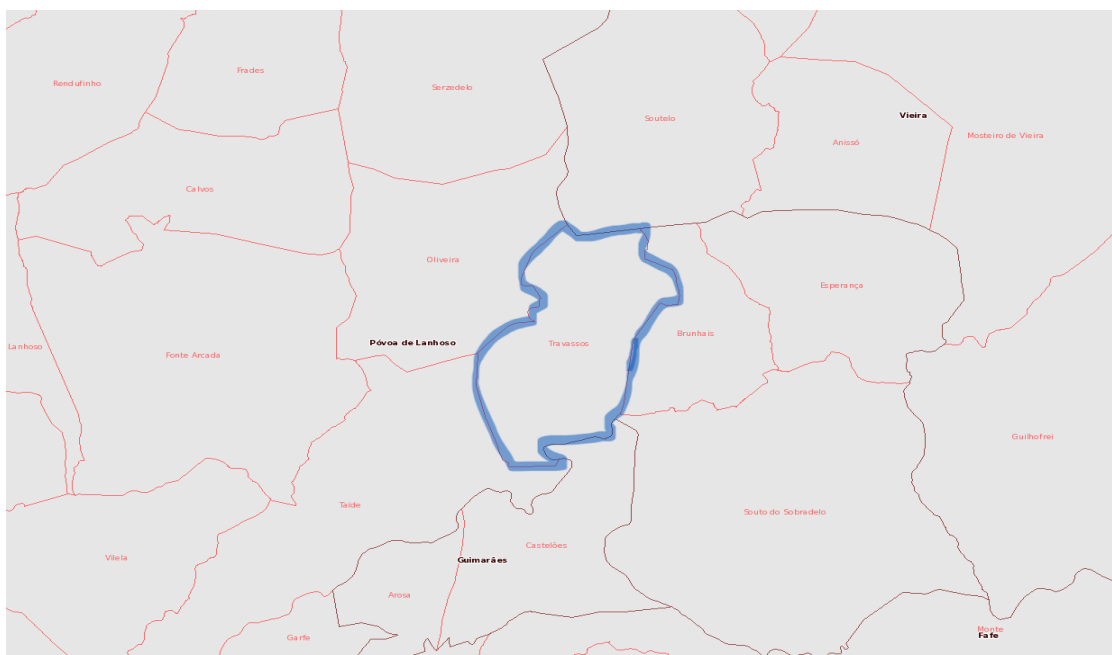 Frades
Rendufinho
Serzedelo
Vieira
Soutelo
Mosteiro de Vieira
Anissó
Calvos
Oliveira
Esperança
Brunhais
Póvoa de Lanhoso
Travassos
Lanhoso
Fonte Arcada
Guilhofrei
Taíde
Souto do Sobradelo
Castelões
Vilela
Guimarães
Arosa
Monte
Fafe
Garfe